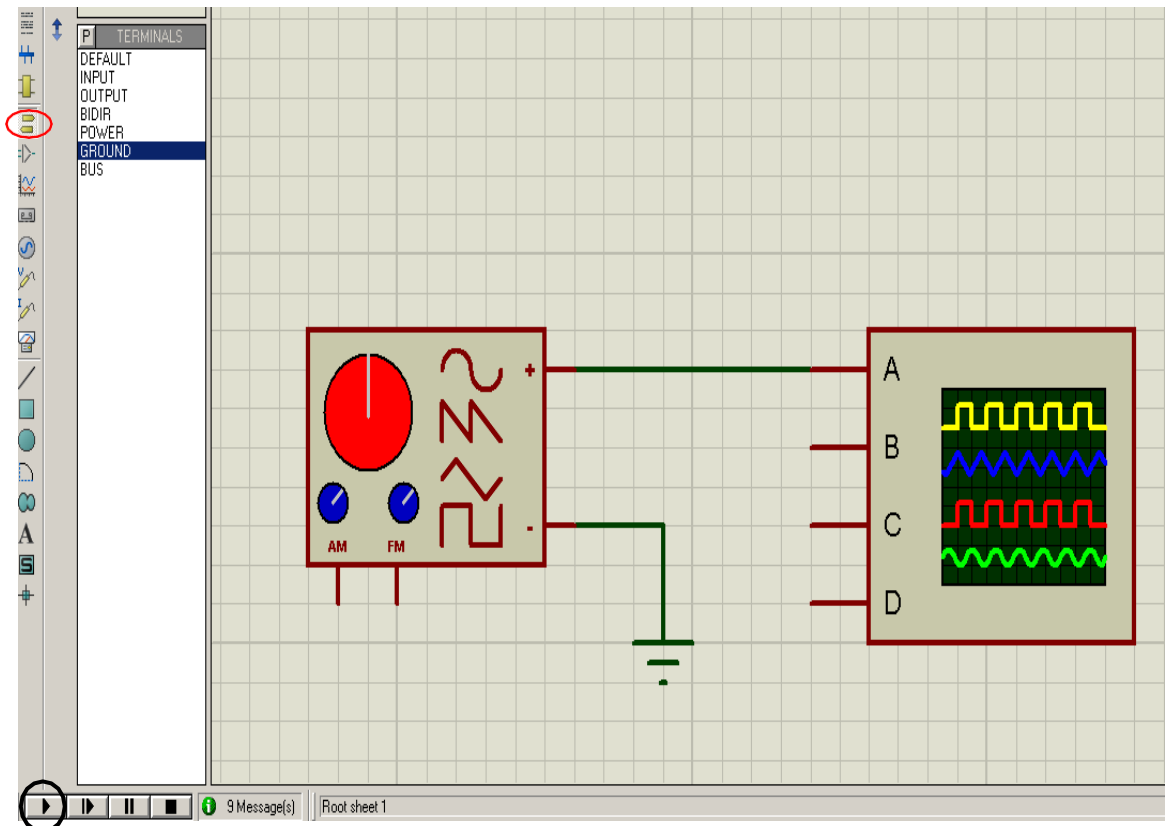 P TERMINALS
DEFAULT
INPUT
OUTPUT
BIDIR
POWER
GROUND
BUS
V
I
A
S
+
-
AM FM
A
B
C
D
9 Message(s) Root sheet 1